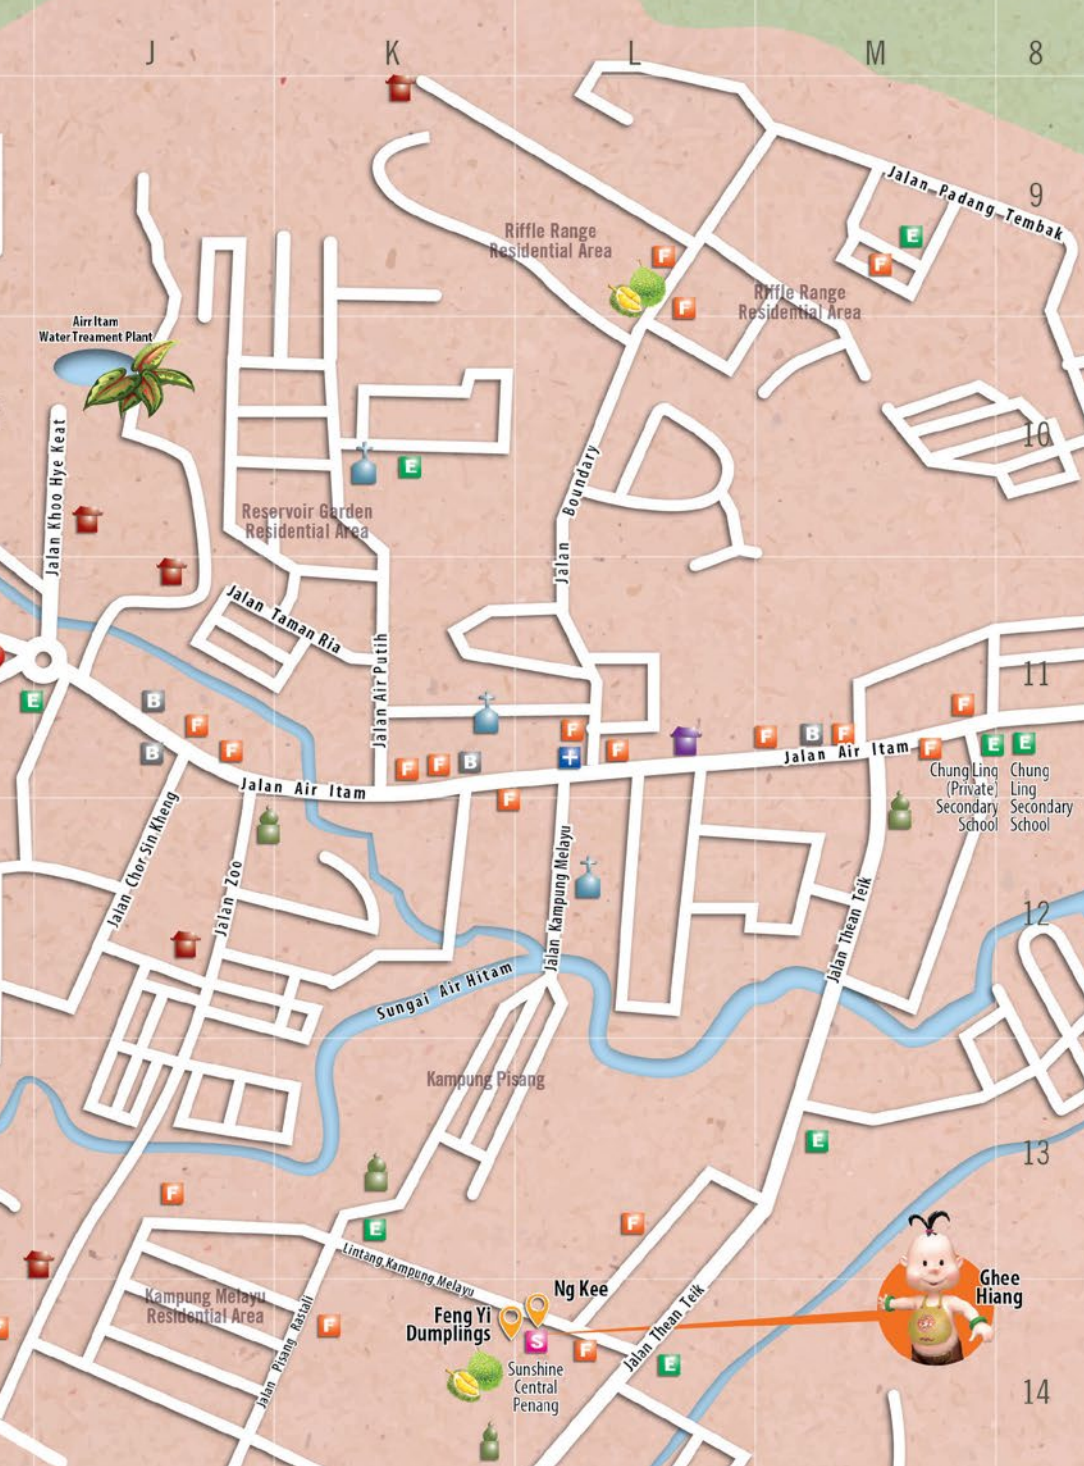 J
K
L
M
8
9
Jalan Padang Tembak
E
F
Riffle Range
Residential Area
F
F
Riffle Range
Residential Area
Airr Itam
Water Treament Plant
10
Jalan Khoo Hye Keat
E
Jalan Boundary
Reservoir Garden
Residential Area
Jalan Taman Ria
Jalan Air Putih
11
E
B
F
B
F
F
F
B
F
F
F
F
B
F
F
F
E
E
Jalan Air Itam
Jalan Air Itam
Chung Ling
(Private)
Secondary
School
Chung
Ling
Secondary
School
Jalan Chor Sin Kheng
Jalan Zoo
Jalan Kampung Melayu
Jalan Thean Teik
12
Sungai Air Hitam
Kampung Pisang
E
13
F
E
F
Lintang Kampung Melayu
Ghee
Hiang
Ng Kee
Feng Yi
Dumplings
S
F
E
Sunshine
Central
Penang
Kampung Melayu
Residential Area
F
Jalan Pisang Rastali
Jalan Thean Teik
14